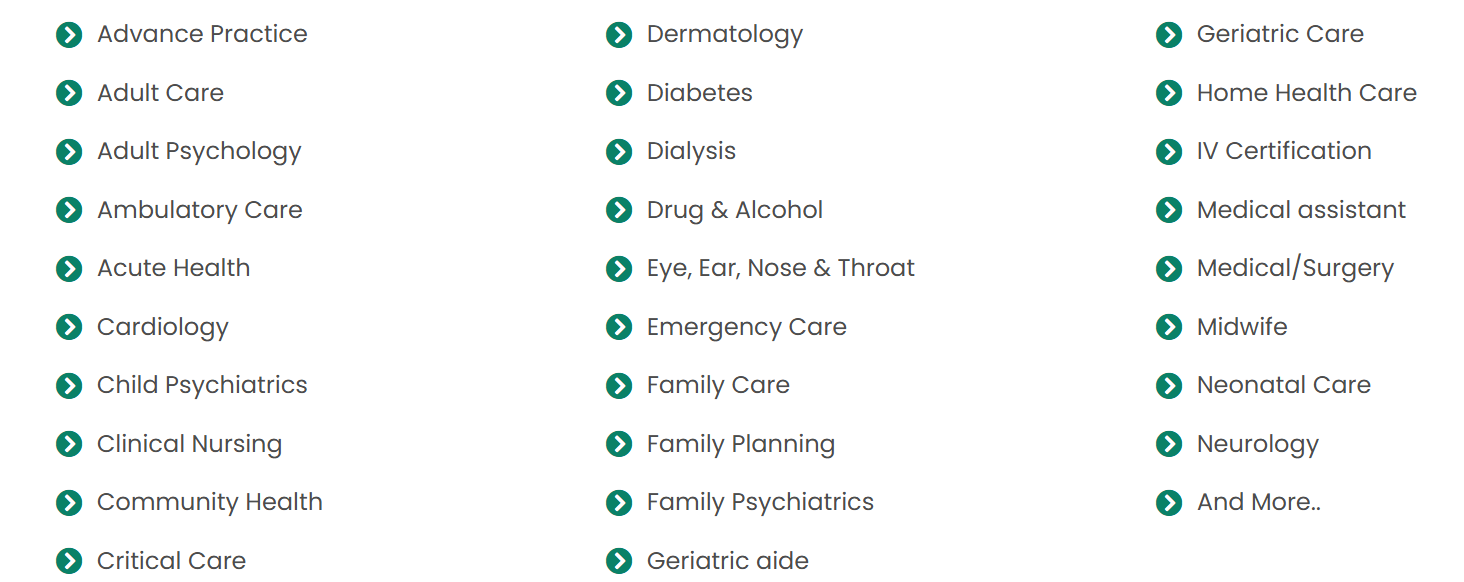 Advance Practice
Adult Care
Adult Psychology
Ambulatory Care
Acute Health
Cardiology
Child Psychiatrics
Clinical Nursing
Community Health
Critical Care
Dermatology
Diabetes
Dialysis
Drug & Alcohol
Eye, Ear, Nose & Throat
Emergency Care
Family Care
Family Planning
Family Psychiatrics
Geriatric aide
Geriatric Care
Home Health Care
IV Certification
Medical assistant
Medical/Surgery
Midwife
Neonatal Care
Neurology
And More..